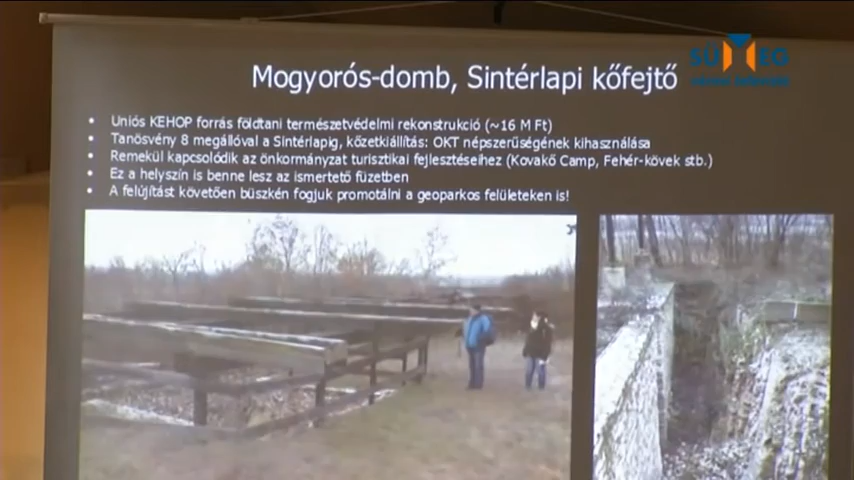 SÜMEG
Mogyorós-domb, Sintérlapi kőfejtő
• Uniós KEHOP forrás földtani természetvédelmi rekonstrukció (~16 M Ft)
• Tanösvény 8 megállóval a Sintérlapig, kőzetkiállítás: OKT népszerűségének kihasználása
• Remekül kapcsolódik az önkormányzat turisztikai fejlesztéseihez (Kovakő Camp, Fehér-kövek stb.)
• Ez a helyszín is benne lesz az ismertető füzetben
• A felújítást követően büszkén fogjuk promotálni a geoparkos felületeken is!